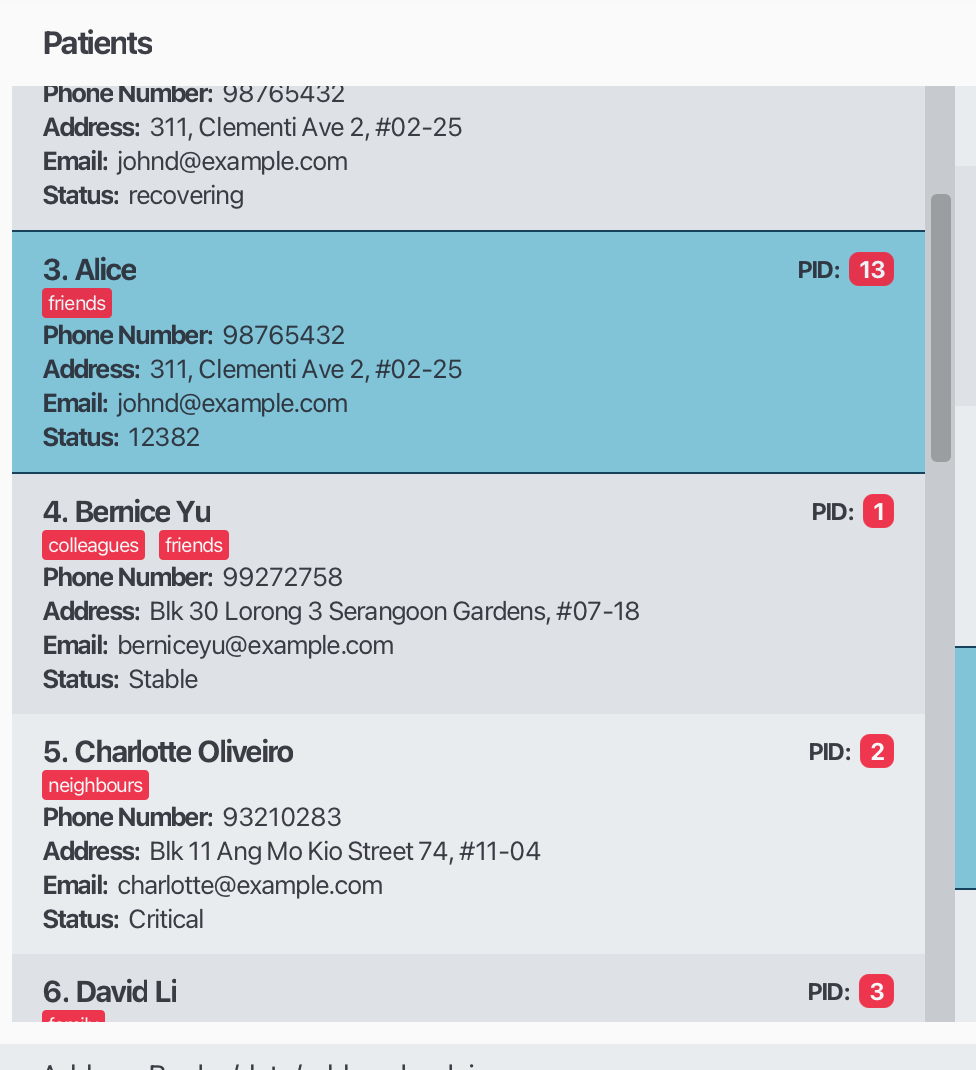 Patients
Phone Number: 98765432
Address: 311, Clementi Ave 2, #02-25
Email: johnd@example.com
Status: recovering
3. Alice PID: 13
friends
Phone Number: 98765432
Address: 311, Clementi Ave 2, #02-25
Email: johnd@example.com
Status: 12382
4. Bernice Yu PID: 1
colleagues friends
Phone Number: 99272758
Address: Blk 30 Lorong 3 Serangoon Gardens, #07-18
Email: berniceyu@example.com
Status: Stable
5. Charlotte Oliveiro PID: 2
neighbours
Phone Number: 93210283
Address: Blk 11 Ang Mo Kio Street 74, #11-04
Email: charlotte@example.com
Status: Critical
6. David Li PID: 3
family